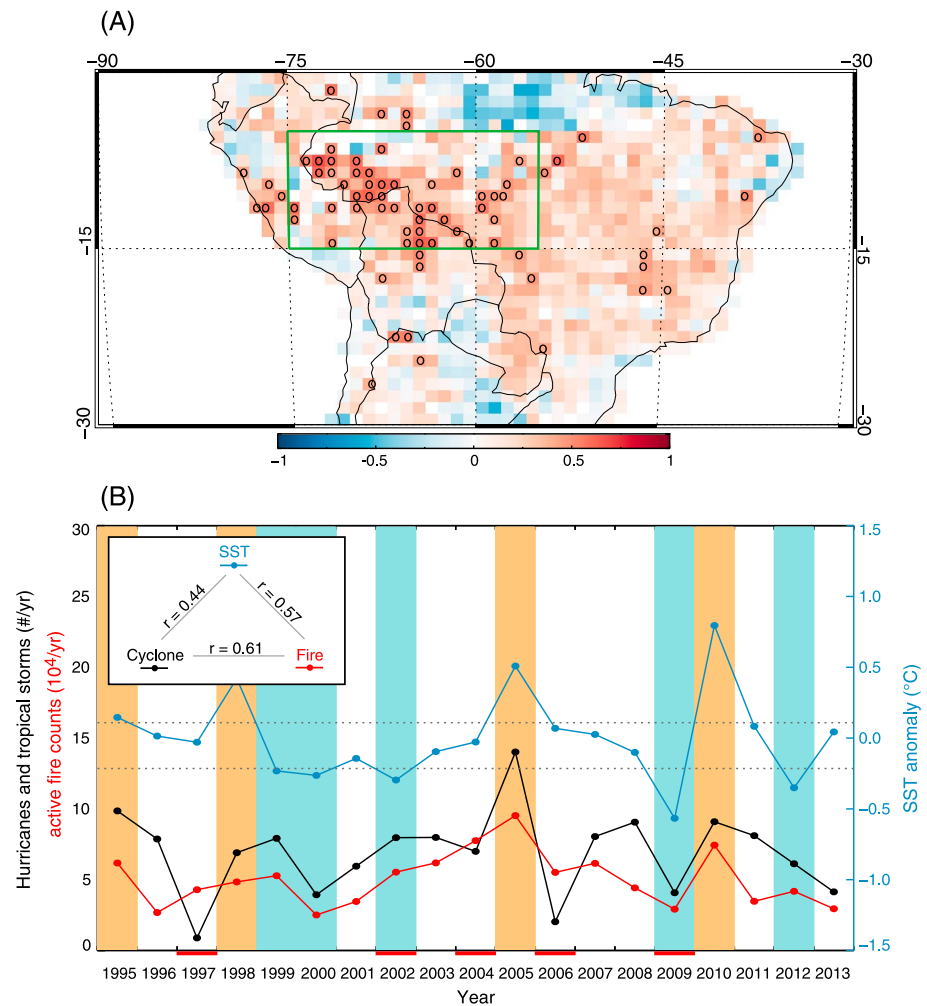 (A)
−90 −75 −60 −45 −30
−15
−30 −30
−1 −0.5 0 0.5 1
(B)
30 1.5
25 1.0
20 0.5
15 0.0
10 −0.5
5 −1.0
0 −1.5
Hurricanes and tropical storms (#/yr)
active fire counts (10⁴/yr)
SST anomaly (°C)
SST
r = 0.44 r = 0.57
r = 0.61
Cyclone Fire
1995 1996 1997 1998 1999 2000 2001 2002 2003 2004 2005 2006 2007 2008 2009 2010 2011 2012 2013
Year